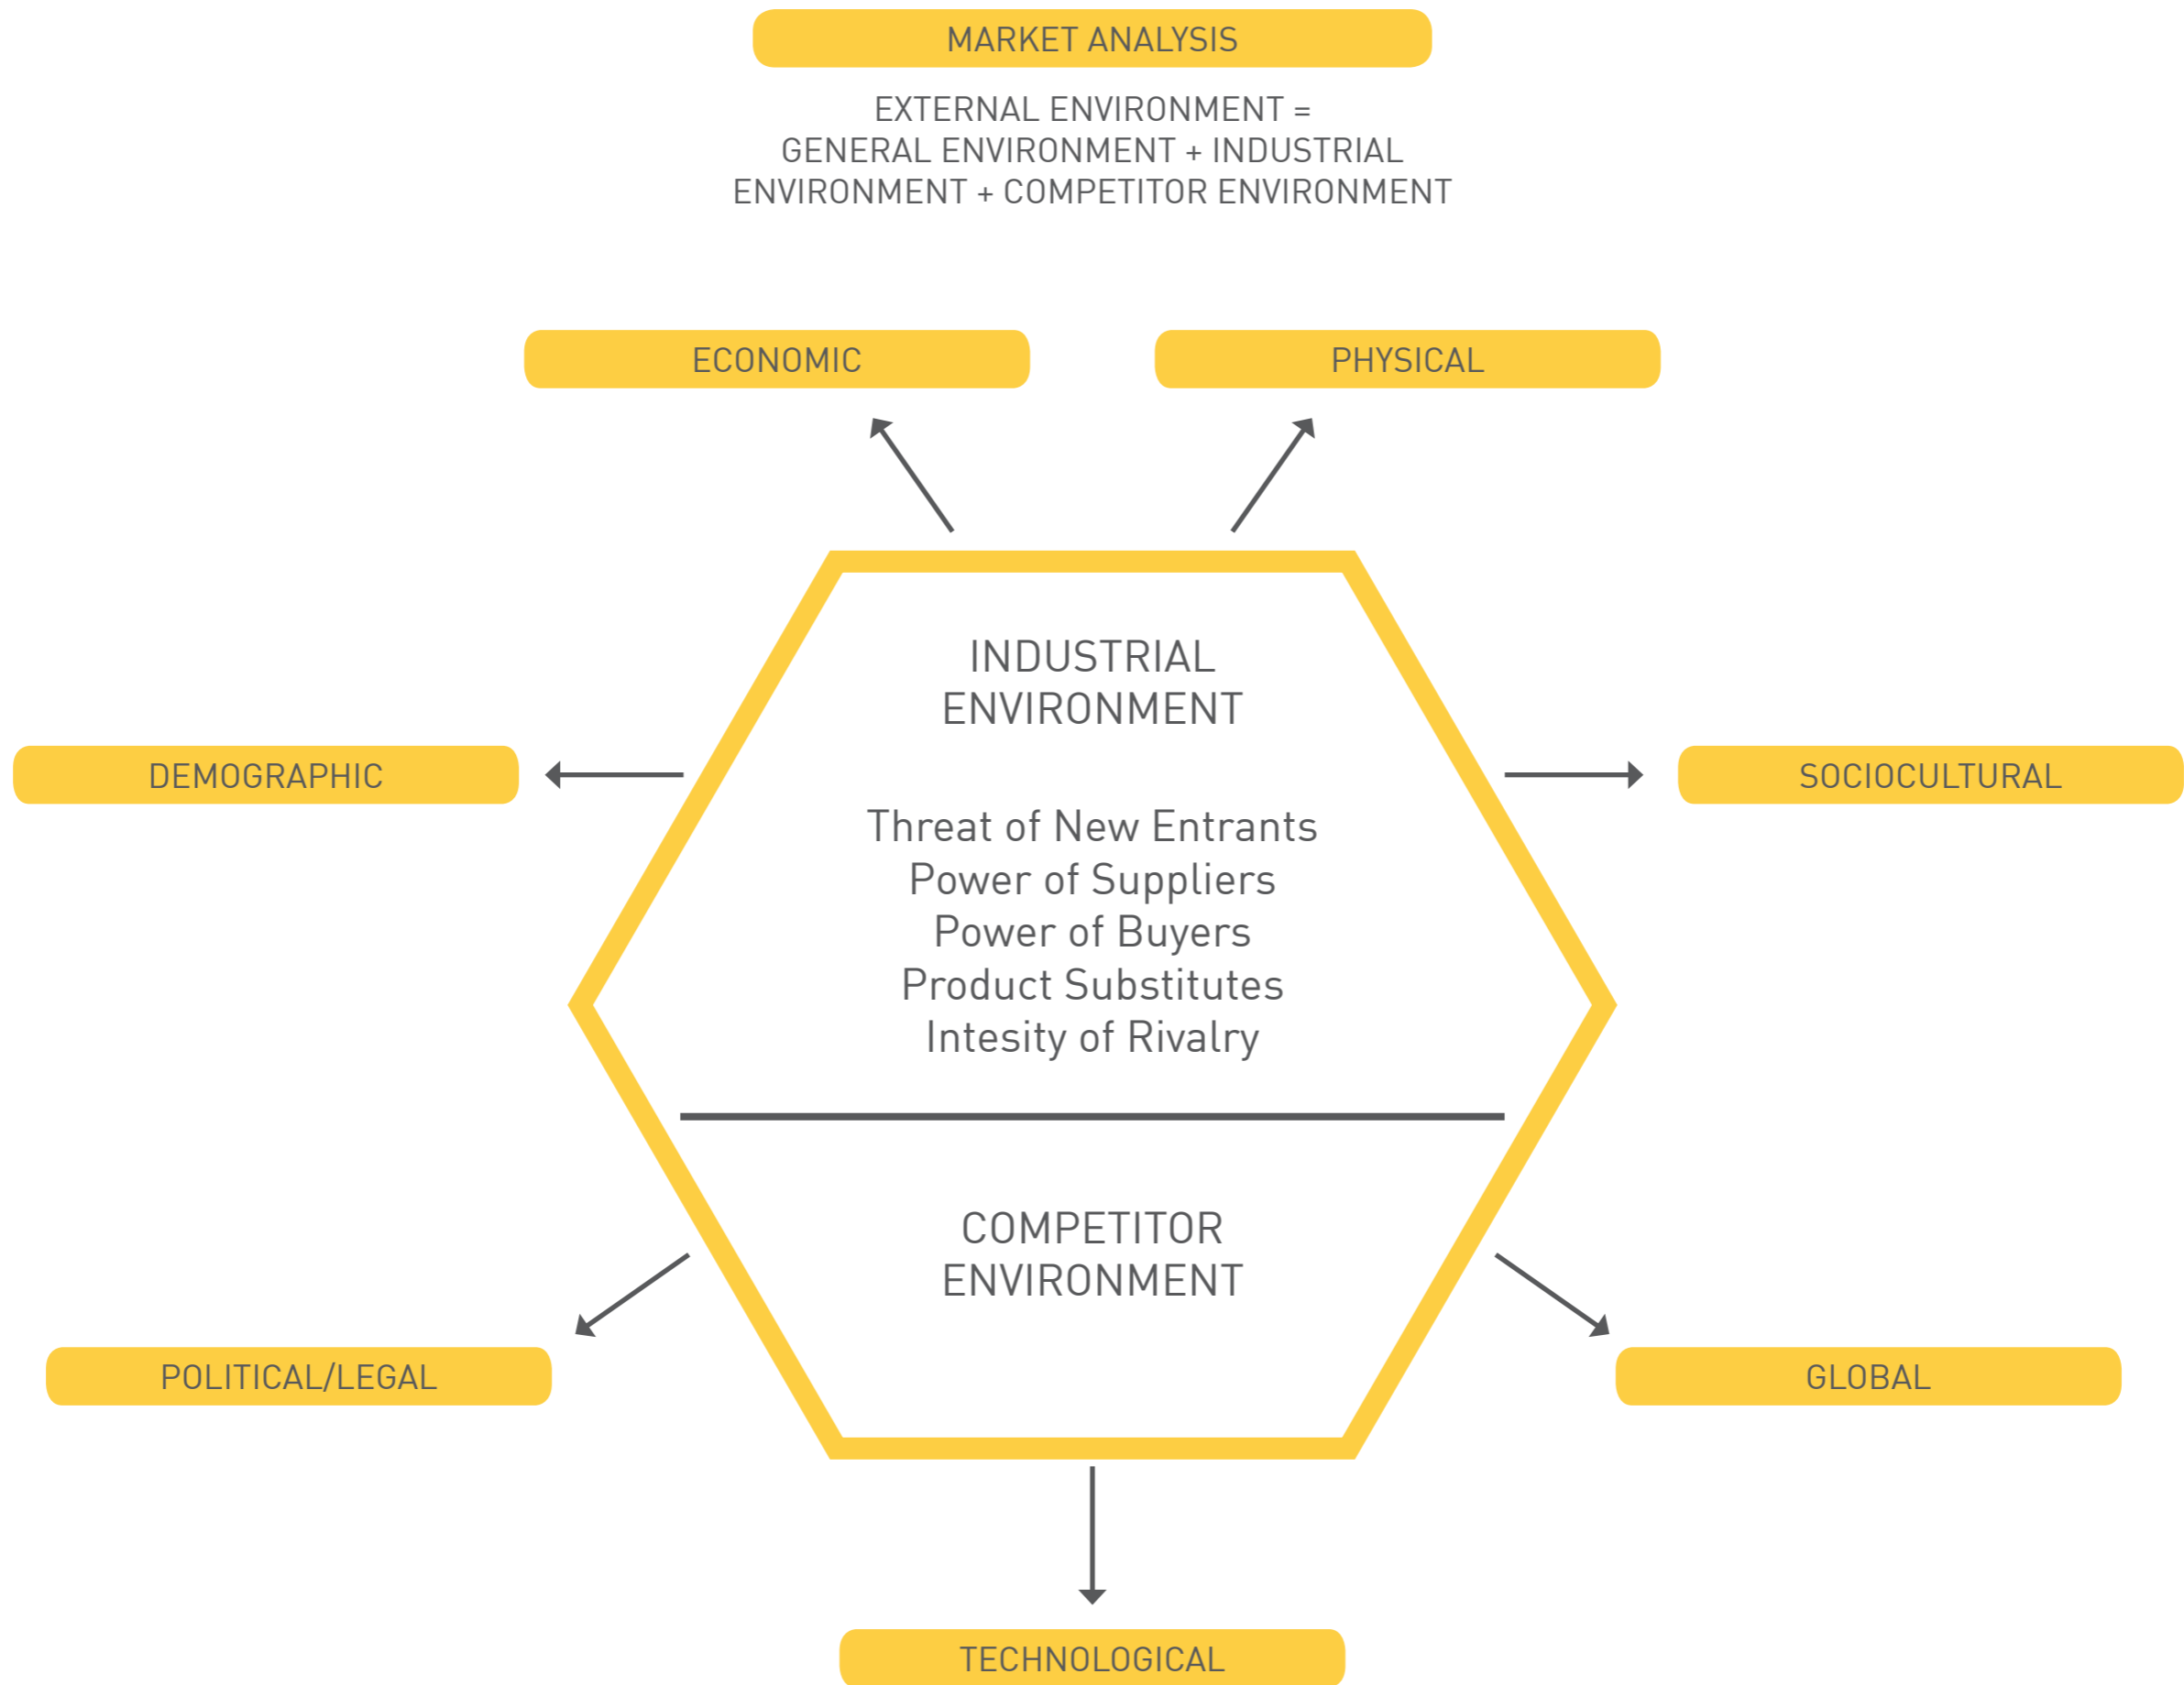 MARKET ANALYSIS
EXTERNAL ENVIRONMENT =
GENERAL ENVIRONMENT + INDUSTRIAL
ENVIRONMENT + COMPETITOR ENVIRONMENT
ECONOMIC
PHYSICAL
INDUSTRIAL
ENVIRONMENT
DEMOGRAPHIC
SOCIOCULTURAL
Threat of New Entrants
Power of Suppliers
Power of Buyers
Product Substitutes
Intesity of Rivalry
COMPETITOR
ENVIRONMENT
POLITICAL/LEGAL
GLOBAL
TECHNOLOGICAL